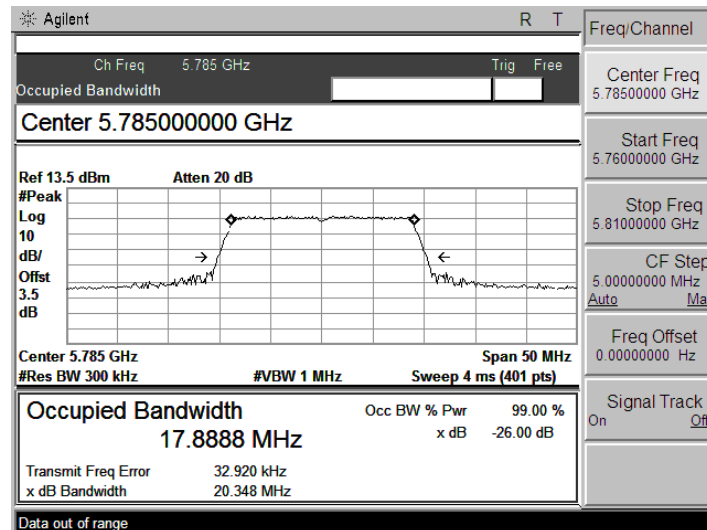 Agilent R T
Freq/Channel
Ch Freq 5.785 GHz Trig Free
Occupied Bandwidth
Center Freq
5.78500000 GHz
Center 5.785000000 GHz
Start Freq
5.76000000 GHz
Ref 13.5 dBm Atten 20 dB
#Peak
Log
10
dB/
Offst
3.5
dB
Stop Freq
5.81000000 GHz
CF Step
5.00000000 MHz
Auto Ma
Center 5.785 GHz Span 50 MHz
#Res BW 300 kHz #VBW 1 MHz Sweep 4 ms (401 pts)
Freq Offset
0.00000000 Hz
Occupied Bandwidth Occ BW % Pwr 99.00 %
17.8888 MHz x dB -26.00 dB
Signal Track
On Off
Transmit Freq Error 32.920 kHz
x dB Bandwidth 20.348 MHz
Data out of range